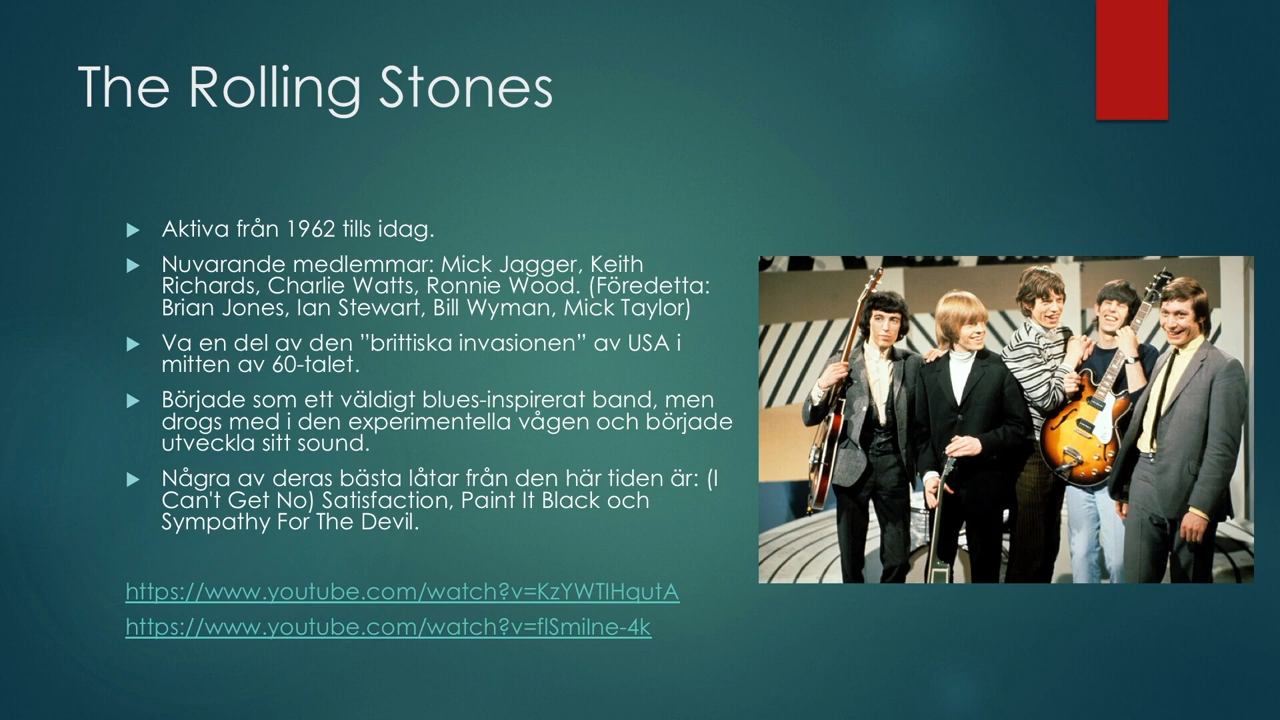 The Rolling Stones
Aktiva från 1962 tills idag.
Nuvarande medlemmar: Mick Jagger, Keith
Richards, Charlie Watts, Ronnie Wood. (Föredetta:
Brian Jones, Ian Stewart, Bill Wyman, Mick Taylor)
Va en del av den ”brittiska invasionen” av USA i
mitten av 60-talet.
Började som ett väldigt blues-inspirerat band, men
drogs med i den experimentella vågen och började
utveckla sitt sound.
Några av deras bästa låtar från den här tiden är: (I
Can't Get No) Satisfaction, Paint It Black och
Sympathy For The Devil.
https://www.youtube.com/watch?v=KzYWTIHqutA
https://www.youtube.com/watch?v=flSmiIne-4k